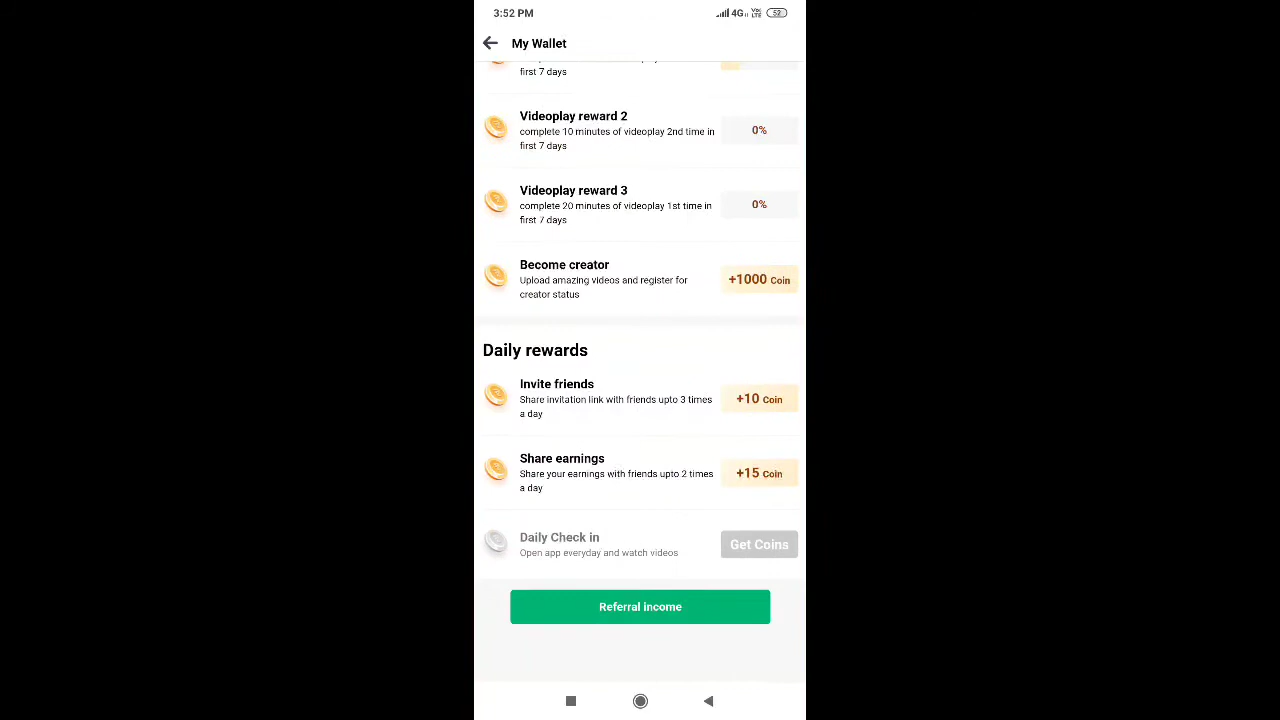 3:52 PM
4G
Vo
LTE
52
My Wallet
first 7 days
Videoplay reward 2
complete 10 minutes of videoplay 2nd time in
first 7 days
0%
Videoplay reward 3
complete 20 minutes of videoplay 1st time in
first 7 days
0%
Become creator
Upload amazing videos and register for
creator status
+1000 Coin
Daily rewards
Invite friends
Share invitation link with friends upto 3 times
a day
+10 Coin
Share earnings
Share your earnings with friends upto 2 times
a day
+15 Coin
Daily Check in
Open app everyday and watch videos
Get Coins
Referral income